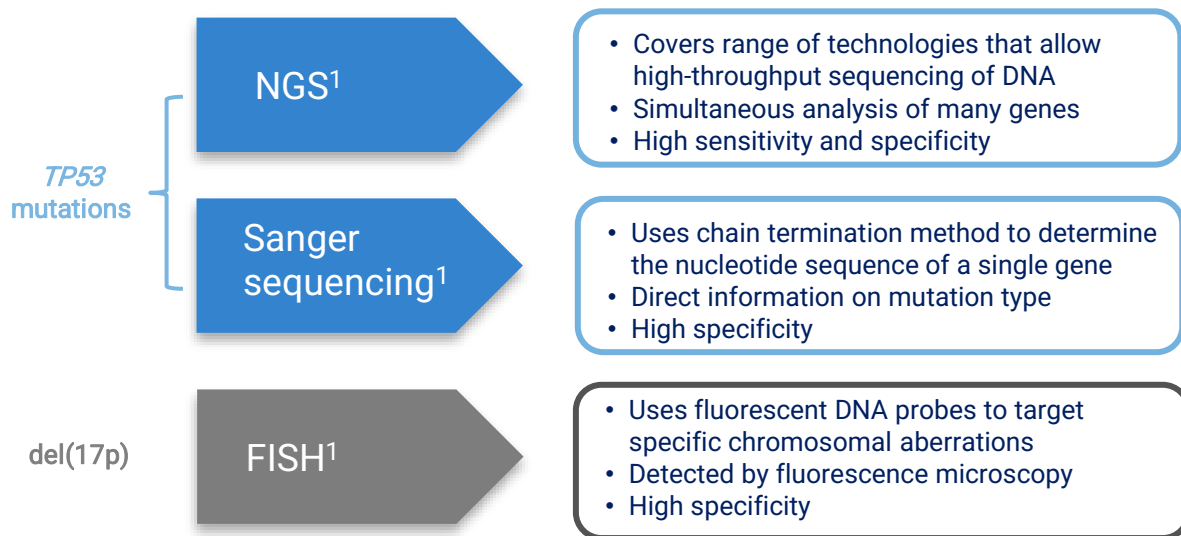 NGS¹
• Covers range of technologies that allow
high-throughput sequencing of DNA
• Simultaneous analysis of many genes
• High sensitivity and specificity
TP53
mutations
Sanger
sequencing¹
• Uses chain termination method to determine
the nucleotide sequence of a single gene
• Direct information on mutation type
• High specificity
del(17p)
FISH¹
• Uses fluorescent DNA probes to target
specific chromosomal aberrations
• Detected by fluorescence microscopy
• High specificity